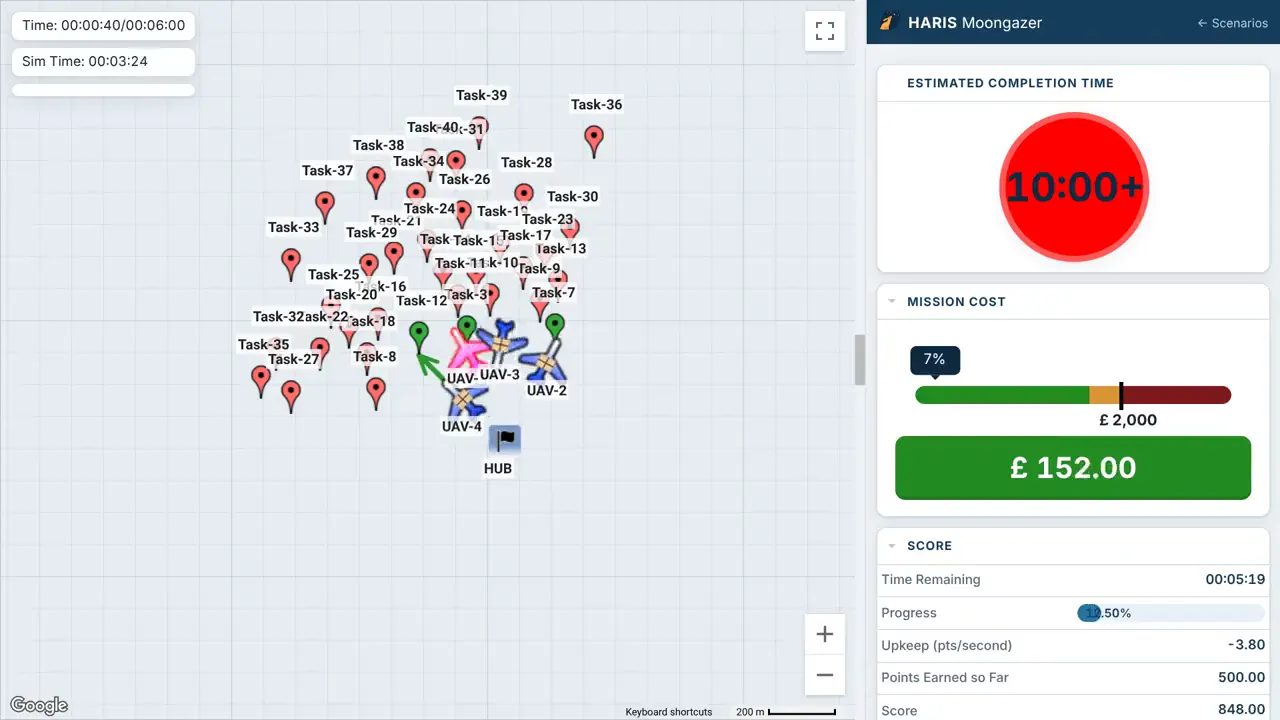 Time: 00:00:40/00:06:00
Sim Time: 00:03:24
HARIS Moongazer
← Scenarios
ESTIMATED COMPLETION TIME
10:00+
MISSION COST
7%
£ 2,000
£ 152.00
SCORE
Time Remaining 00:05:19
Progress 12.50%
Upkeep (pts/second) -3.80
Points Earned so Far 500.00
Score 848.00
Task-39
Task-36
Task-40
Task-38
Task-34
Task-28
Task-37
Task-26
Task-30
Task-24
Task-23
Task-33
Task-29
Task-17
Task-13
Task-11
Task-9
Task-25
Task-20
Task-12
Task-3
Task-7
Task-32
Task-35
Task-27
Task-8
UAV-3
UAV-2
UAV-4
HUB
Google
Keyboard shortcuts
200 m